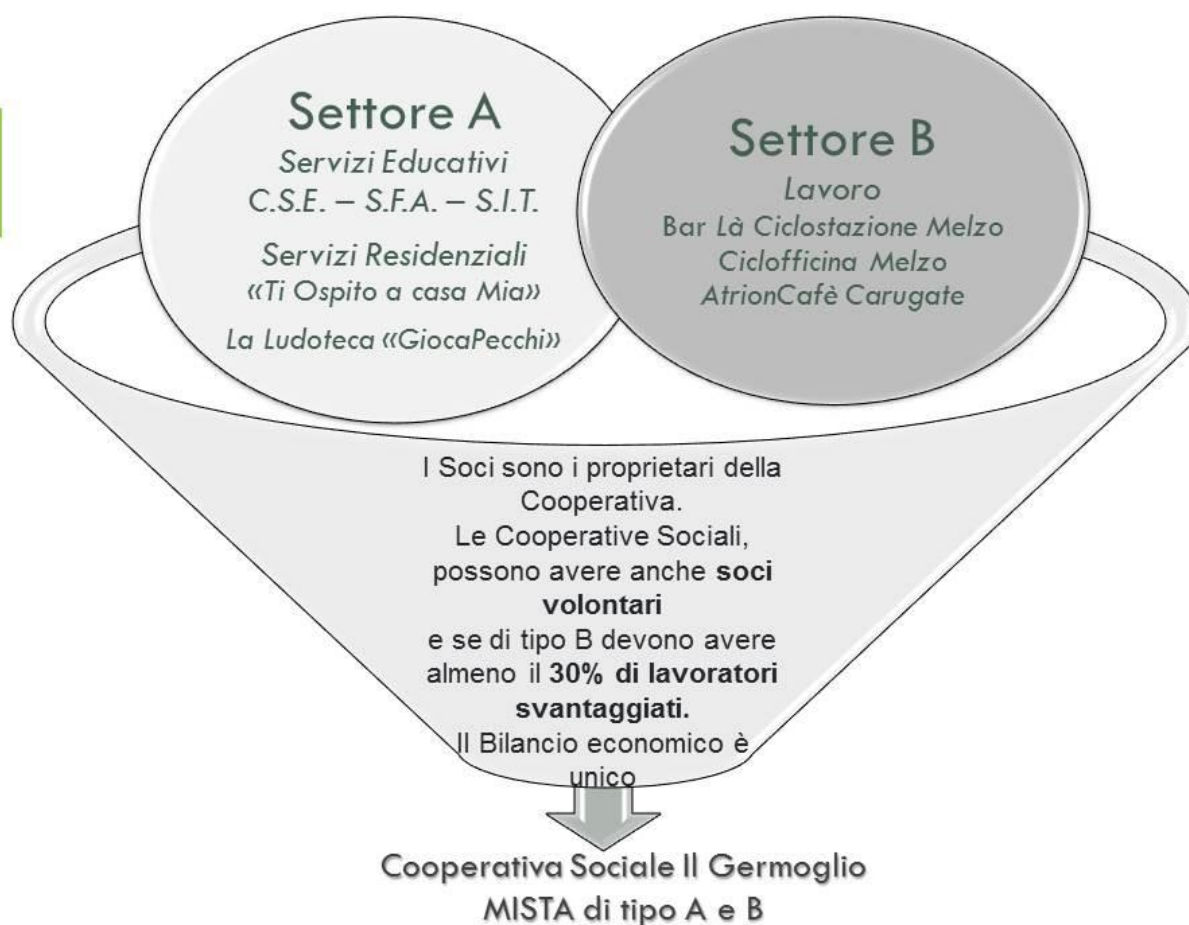 Settore A
Servizi Educativi
C.S.E. – S.F.A. – S.I.T.
Servizi Residenziali
«Ti Ospito a casa Mia»
La Ludoteca «GiocaPecchi»
Settore B
Lavoro
Bar Là Ciclostazione Melzo
Ciclofficina Melzo
AtrionCafè Carugate
I Soci sono i proprietari della
Cooperativa.
Le Cooperative Sociali,
possono avere anche soci
volontari
e se di tipo B devono avere
almeno il 30% di lavoratori
svantaggiati.
Il Bilancio economico è
unico
Cooperativa Sociale Il Germoglio
MISTA di tipo A e B